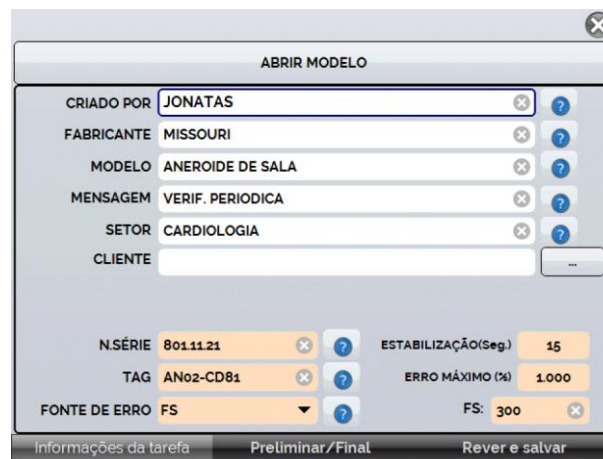 ABRIR MODELO
CRIADO POR JONATAS
FABRICANTE MISSOURI
MODELO ANEROIDE DE SALA
MENSAGEM VERIF. PERIODICA
SETOR CARDIOLOGIA
CLIENTE ...
N.SÉRIE 801.11.21 ESTABILIZAÇÃO(Seg.) 15
TAG AN02-CD81 ERRO MÁXIMO (%) 1.000
FONTE DE ERRO FS FS: 300
Informações da tarefa Preliminar/Final Rever e salvar